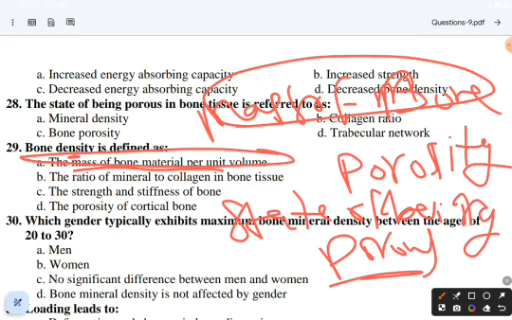 Questions-9.pdf
a. Increased energy absorbing capacity b. Increased strength
c. Decreased energy absorbing capacity d. Decreased bone density
28. The state of being porous in bone tissue is referred to as:
a. Mineral density b. Collagen ratio
c. Bone porosity d. Trabecular network
29. Bone density is defined as:
a. The mass of bone material per unit volume
b. The ratio of mineral to collagen in bone tissue
c. The strength and stiffness of bone
d. The porosity of cortical bone
30. Which gender typically exhibits maximum bone mineral density between the ages of
20 to 30?
a. Men
b. Women
c. No significant difference between men and women
d. Bone mineral density is not affected by gender
Loading leads to:
Porosity
State of being
Porous